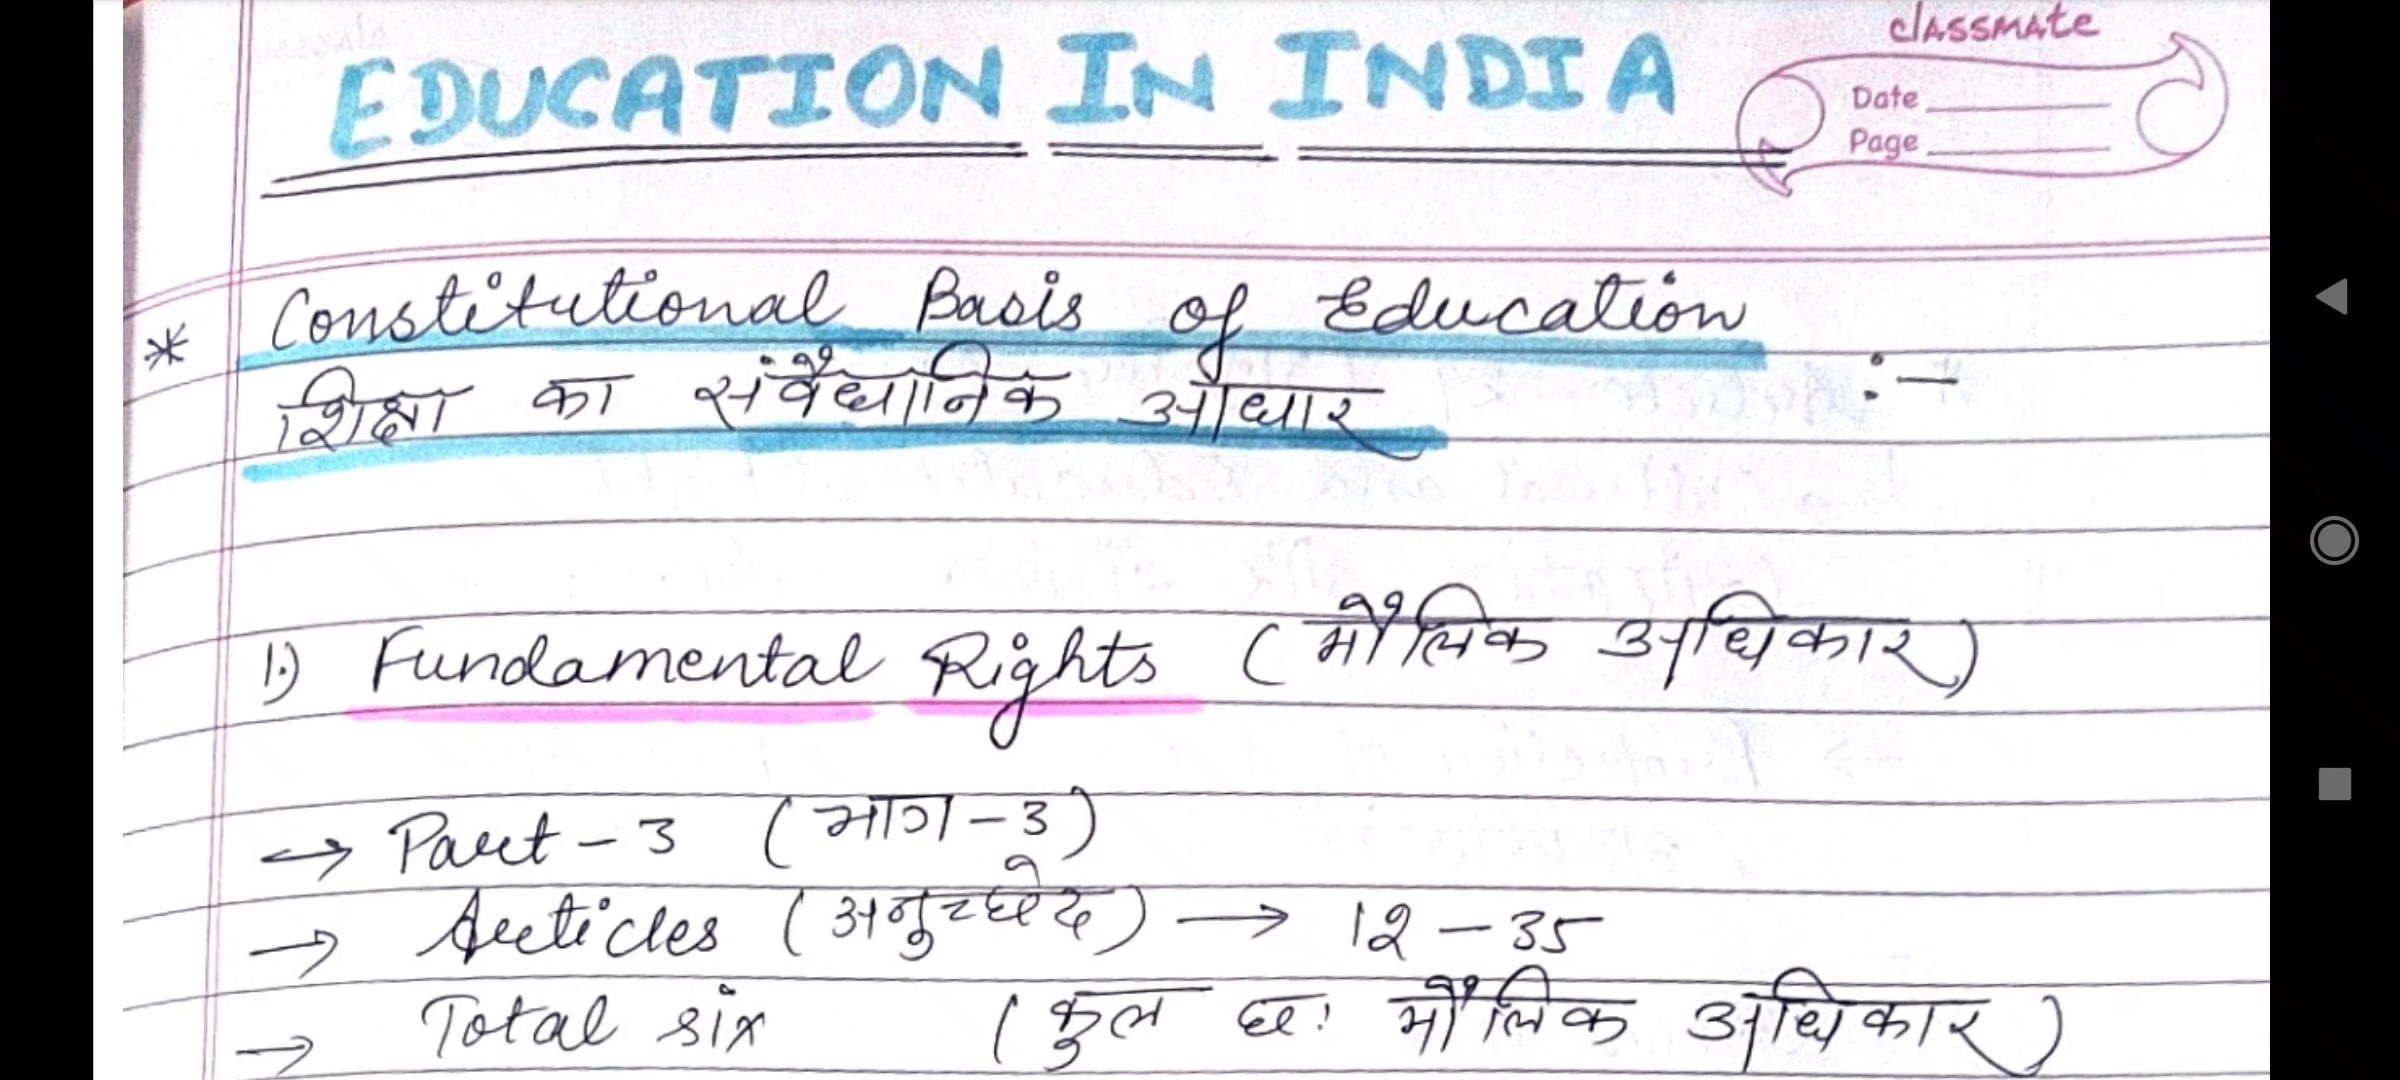 classmate
EDUCATION IN INDIA
Date
Page
* Constitutional Basis of Education
शिक्षा का संवैधानिक आधार :-
1.) Fundamental Rights (मौलिक अधिकार)
→ Part - 3 (भाग - 3)
→ Articles (अनुच्छेद) → 12 - 35
→ Total six (कुल छः मौलिक अधिकार)